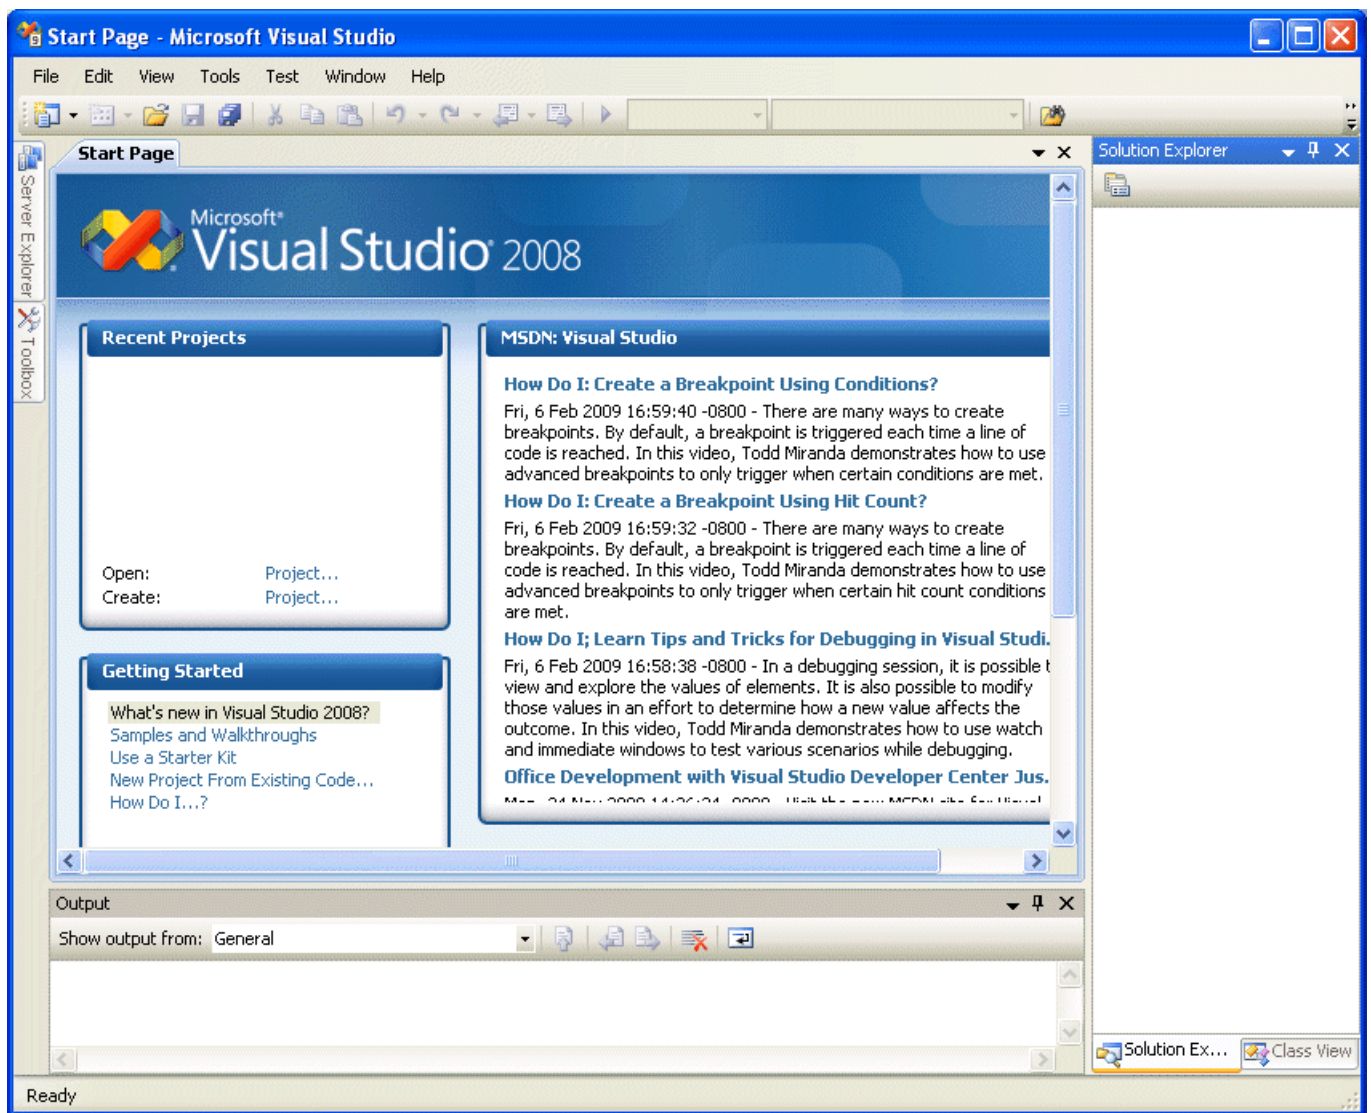 Start Page - Microsoft Visual Studio
File Edit View Tools Test Window Help
Server Explorer
Toolbox
Start Page
Microsoft®
Visual Studio® 2008
Recent Projects
Open: Project...
Create: Project...
Getting Started
What's new in Visual Studio 2008?
Samples and Walkthroughs
Use a Starter Kit
New Project From Existing Code...
How Do I...?
MSDN: Visual Studio
How Do I: Create a Breakpoint Using Conditions?
Fri, 6 Feb 2009 16:59:40 -0800 - There are many ways to create
breakpoints. By default, a breakpoint is triggered each time a line of
code is reached. In this video, Todd Miranda demonstrates how to use
advanced breakpoints to only trigger when certain conditions are met.
How Do I: Create a Breakpoint Using Hit Count?
Fri, 6 Feb 2009 16:59:32 -0800 - There are many ways to create
breakpoints. By default, a breakpoint is triggered each time a line of
code is reached. In this video, Todd Miranda demonstrates how to use
advanced breakpoints to only trigger when certain hit count conditions
are met.
How Do I; Learn Tips and Tricks for Debugging in Visual Studi.
Fri, 6 Feb 2009 16:58:38 -0800 - In a debugging session, it is possible t
view and explore the values of elements. It is also possible to modify
those values in an effort to determine how a new value affects the
outcome. In this video, Todd Miranda demonstrates how to use watch
and immediate windows to test various scenarios while debugging.
Office Development with Visual Studio Developer Center Jus.
Solution Explorer
Output
Show output from: General
Solution Ex... Class View
Ready